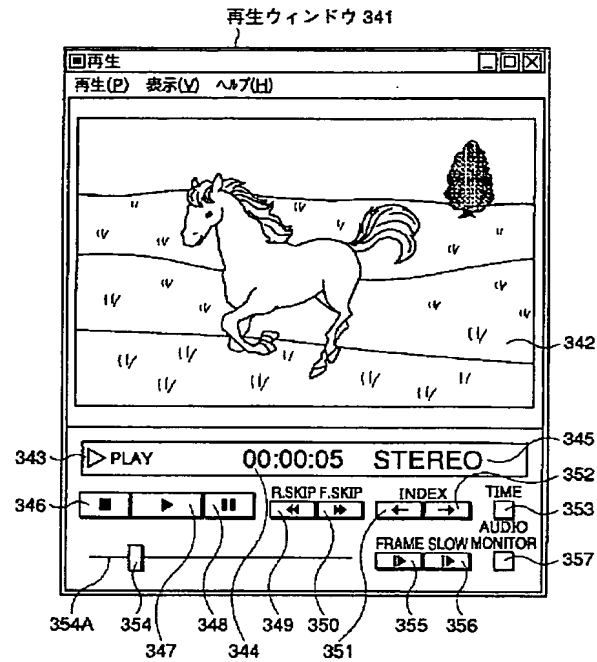 再生ウィンドウ 341
再生
再生(P) 表示(V) ヘルプ(H)
342
343 PLAY 00:00:05 STEREO 345
352
346 R.SKIP F.SKIP INDEX TIME
353
AUDIO
FRAME SLOW MONITOR
357
354A 354 348 349 350 355 356
347 344 351